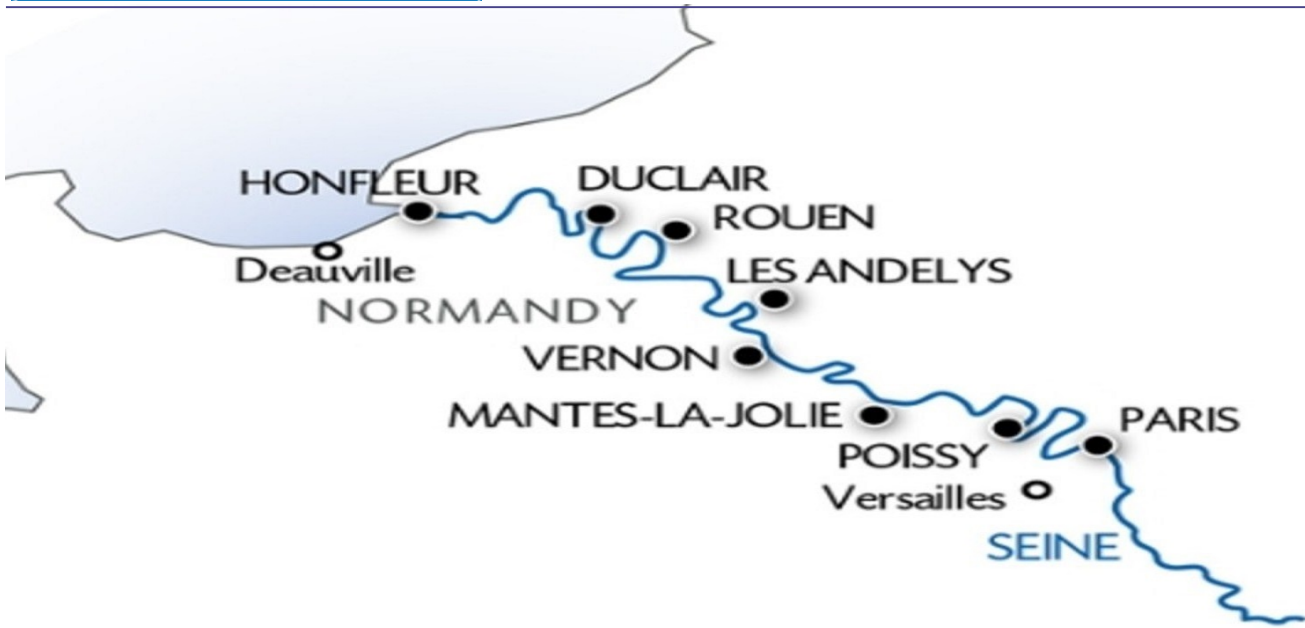 HONFLEUR
DUCLAIR
ROUEN
LES ANDELYS
Deauville
NORMANDY
VERNON
MANTES-LA-JOLIE
PARIS
POISSY
Versailles
SEINE